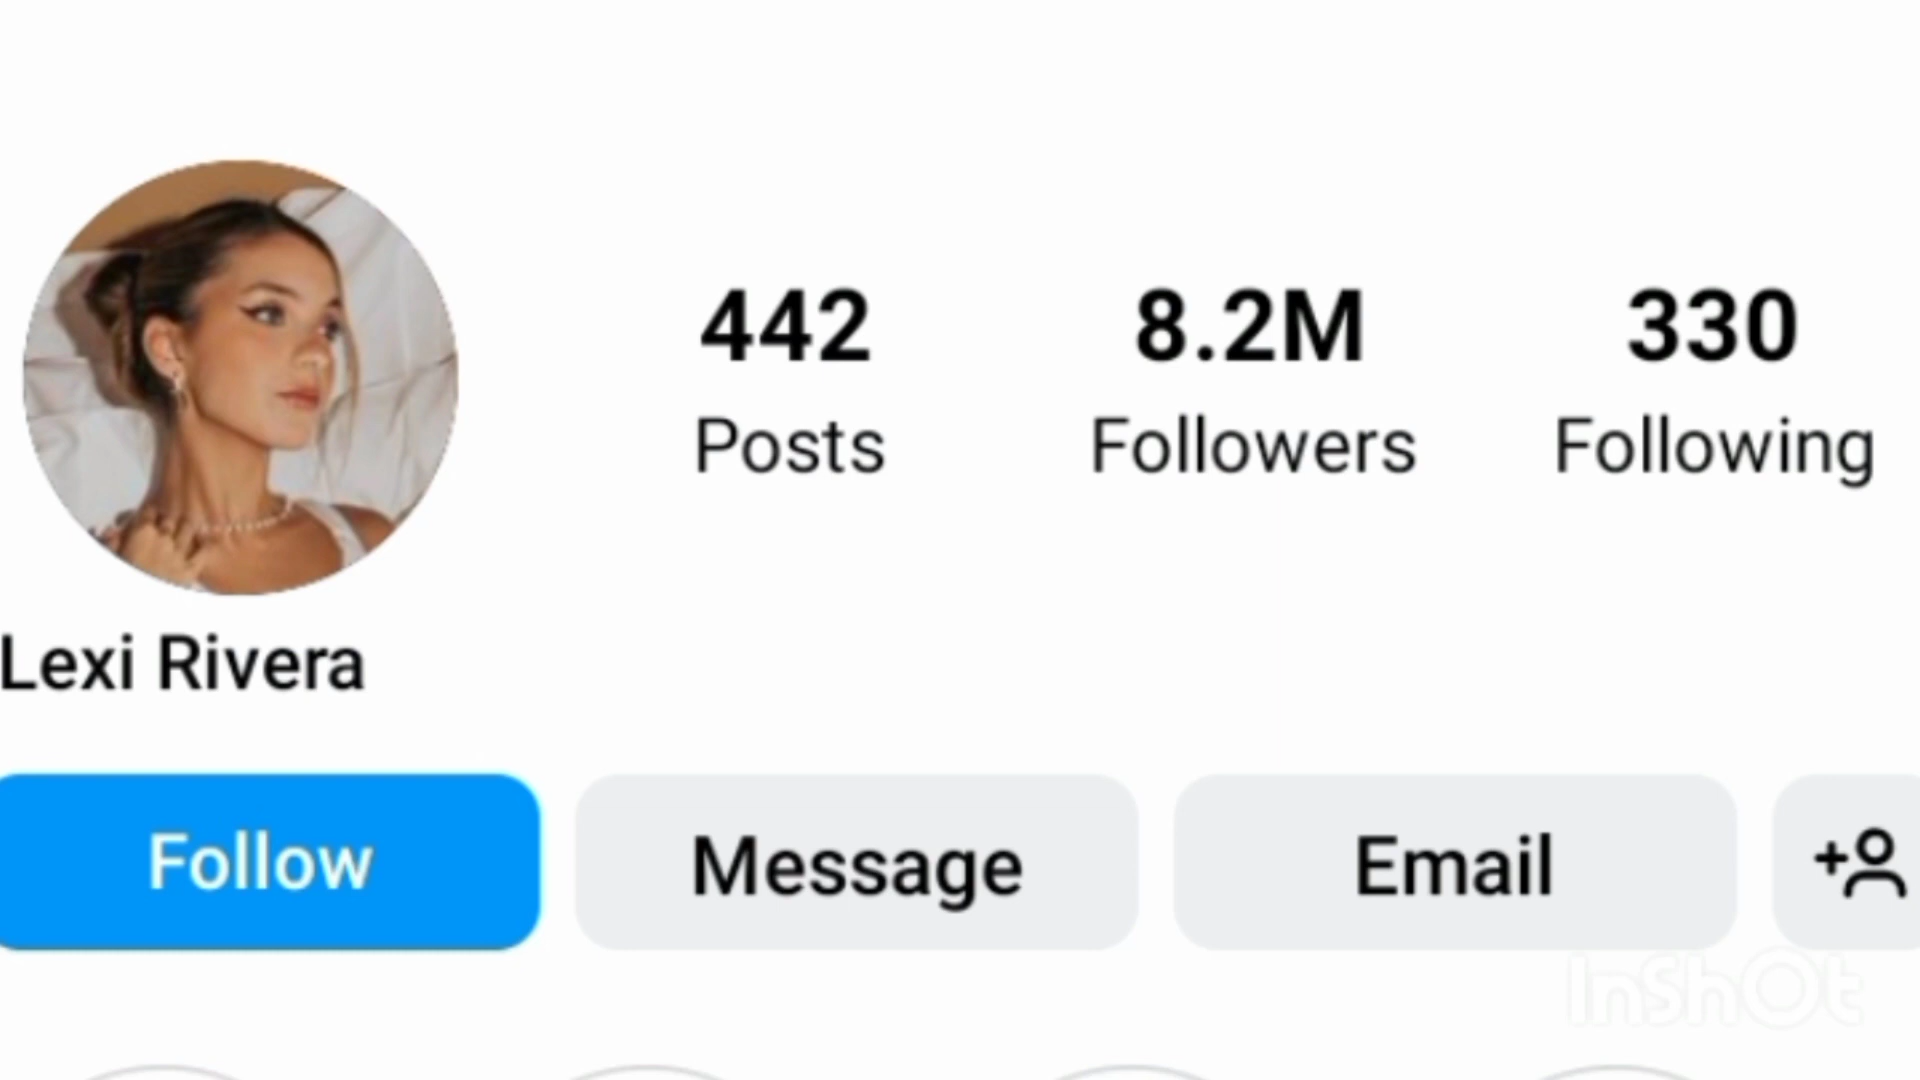 442 8.2M 330
Posts Followers Following
Lexi Rivera
Follow Message Email
InShOt